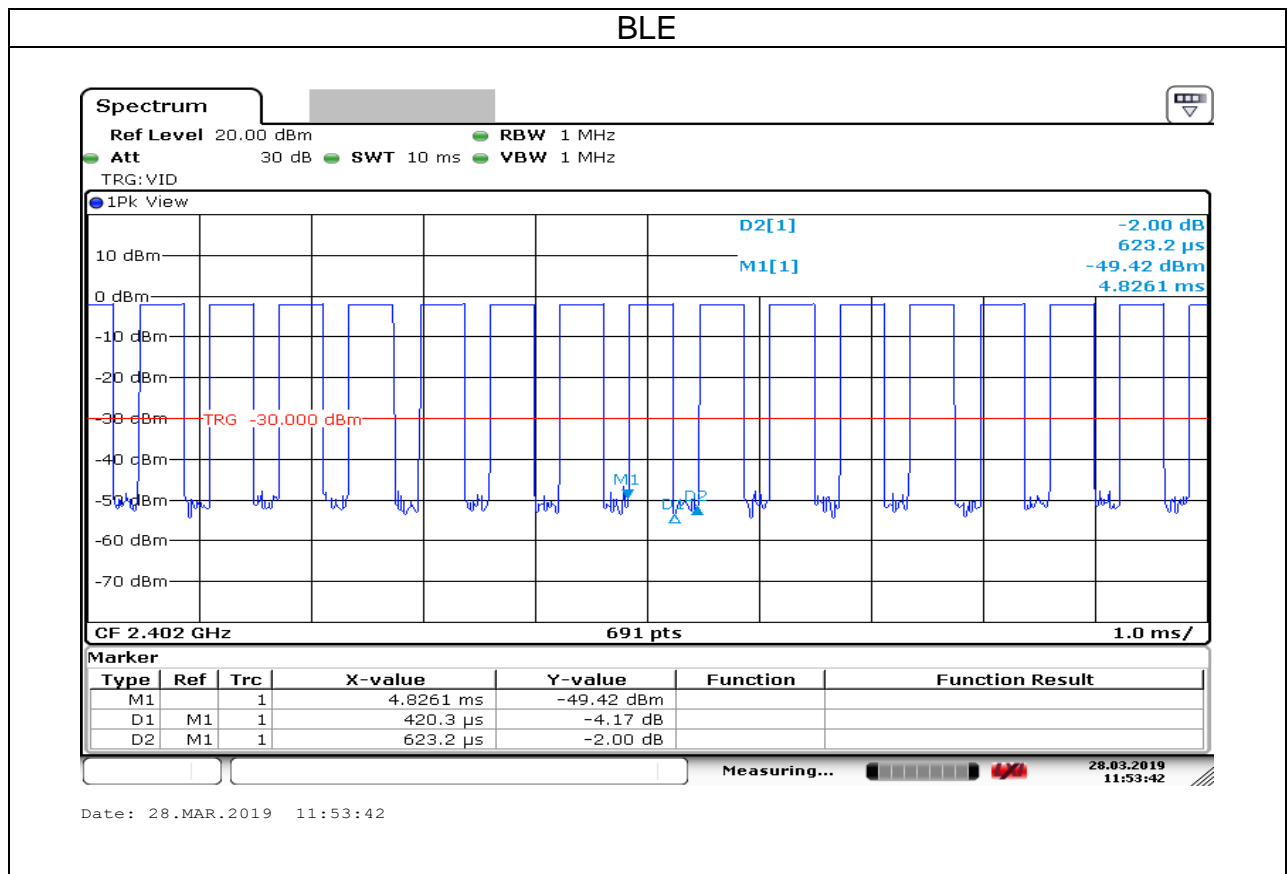 BLE
Spectrum
Ref Level 20.00 dBm RBW 1 MHz
Att 30 dB SWT 10 ms VBW 1 MHz
TRG:VID
1Pk View
D2[1] -2.00 dB
623.2 µs
10 dBm
M1[1] -49.42 dBm
4.8261 ms
0 dBm
-10 dBm
-20 dBm
-30 dBm TRG -30.000 dBm
-40 dBm
M1
-50 dBm D1 D2
-60 dBm
-70 dBm
CF 2.402 GHz 691 pts 1.0 ms/
Marker
Type Ref Trc X-value Y-value Function Function Result
M1 1 4.8261 ms -49.42 dBm
D1 M1 1 420.3 µs -4.17 dB
D2 M1 1 623.2 µs -2.00 dB
Measuring... 28.03.2019
11:53:42
Date: 28.MAR.2019 11:53:42